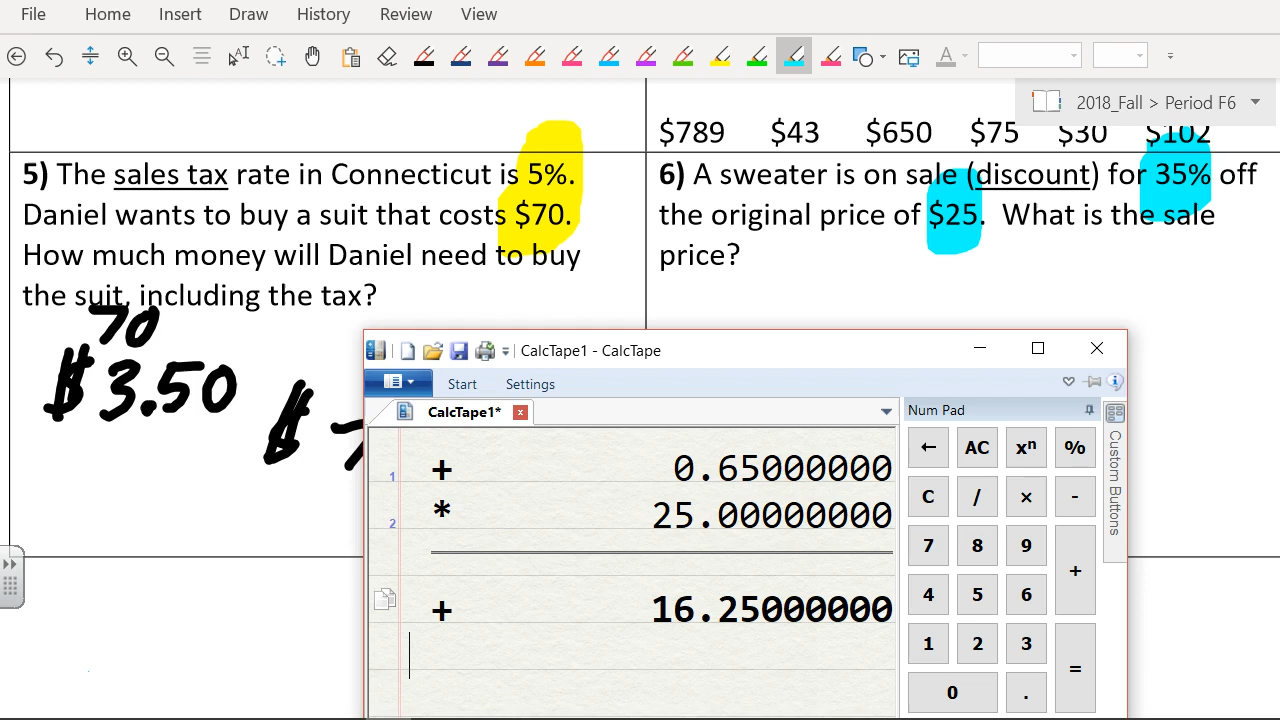 File Home Insert Draw History Review View
A
2018_Fall > Period F6
$789 $43 $650 $75 $30 $102
5) The sales tax rate in Connecticut is 5%.
Daniel wants to buy a suit that costs $70.
How much money will Daniel need to buy
the suit, including the tax?
70
$3.50
$ 7
6) A sweater is on sale (discount) for 35% off
the original price of $25. What is the sale
price?
CalcTape1 - CalcTape
Start Settings
CalcTape1*
1 + 0.65000000
2 * 25.00000000
+ 16.25000000
Num Pad
← AC xⁿ %
C / × -
7 8 9
+
4 5 6
1 2 3
=
0 .
Custom Buttons